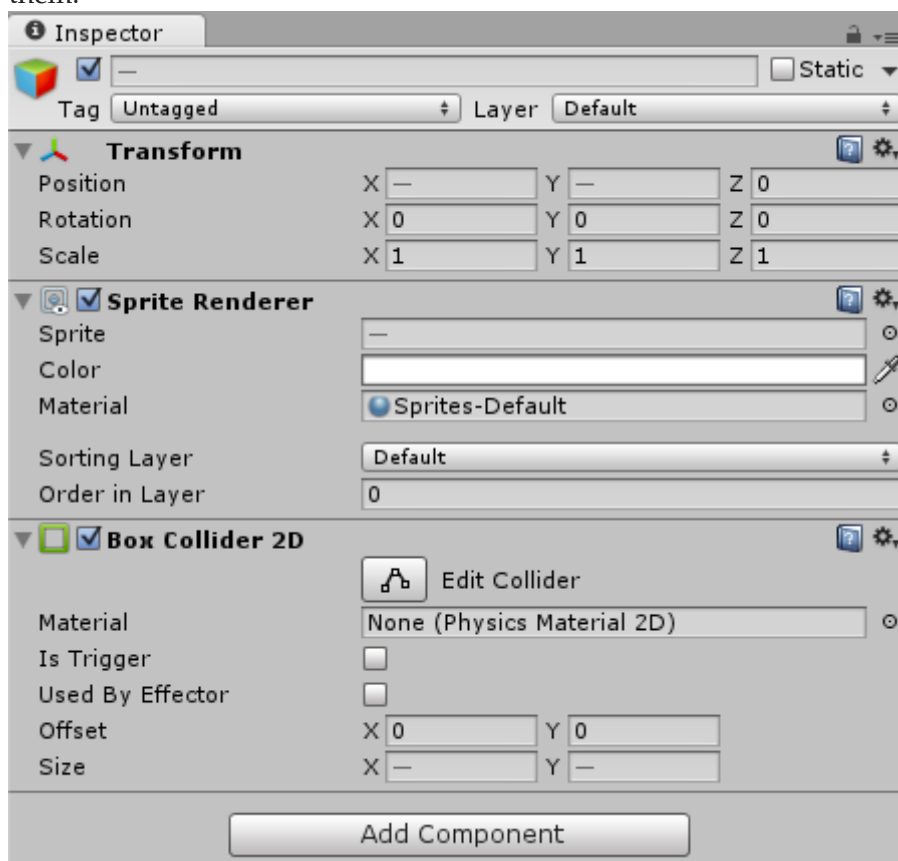 them.
Inspector
— Static
Tag Untagged Layer Default
Transform
Position X — Y — Z 0
Rotation X 0 Y 0 Z 0
Scale X 1 Y 1 Z 1
Sprite Renderer
Sprite —
Color
Material Sprites-Default
Sorting Layer Default
Order in Layer 0
Box Collider 2D
Edit Collider
Material None (Physics Material 2D)
Is Trigger
Used By Effector
Offset X 0 Y 0
Size X — Y —
Add Component